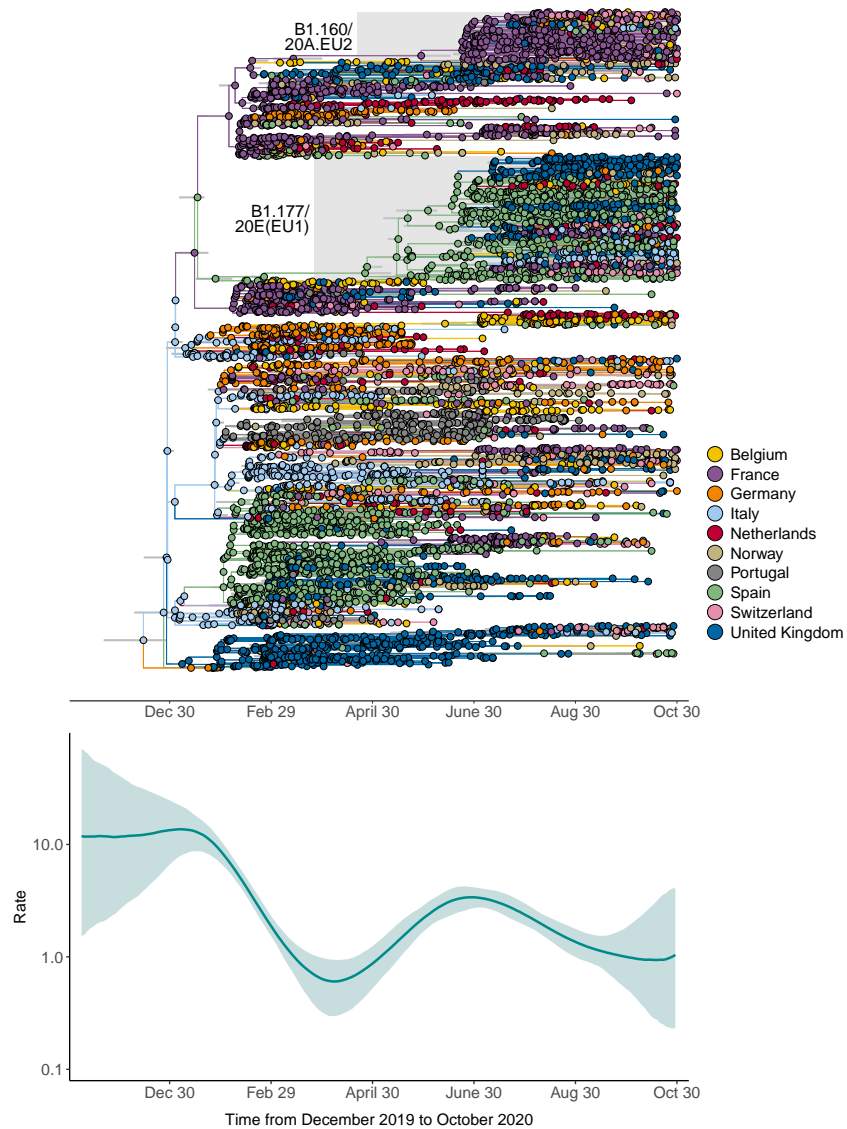 B1.160/
20A.EU2
B1.177/
20E(EU1)
Belgium
France
Germany
Italy
Netherlands
Norway
Portugal
Spain
Switzerland
United Kingdom
Dec 30 Feb 29 April 30 June 30 Aug 30 Oct 30
10.0
1.0
0.1
Rate
Dec 30 Feb 29 April 30 June 30 Aug 30 Oct 30
Time from December 2019 to October 2020